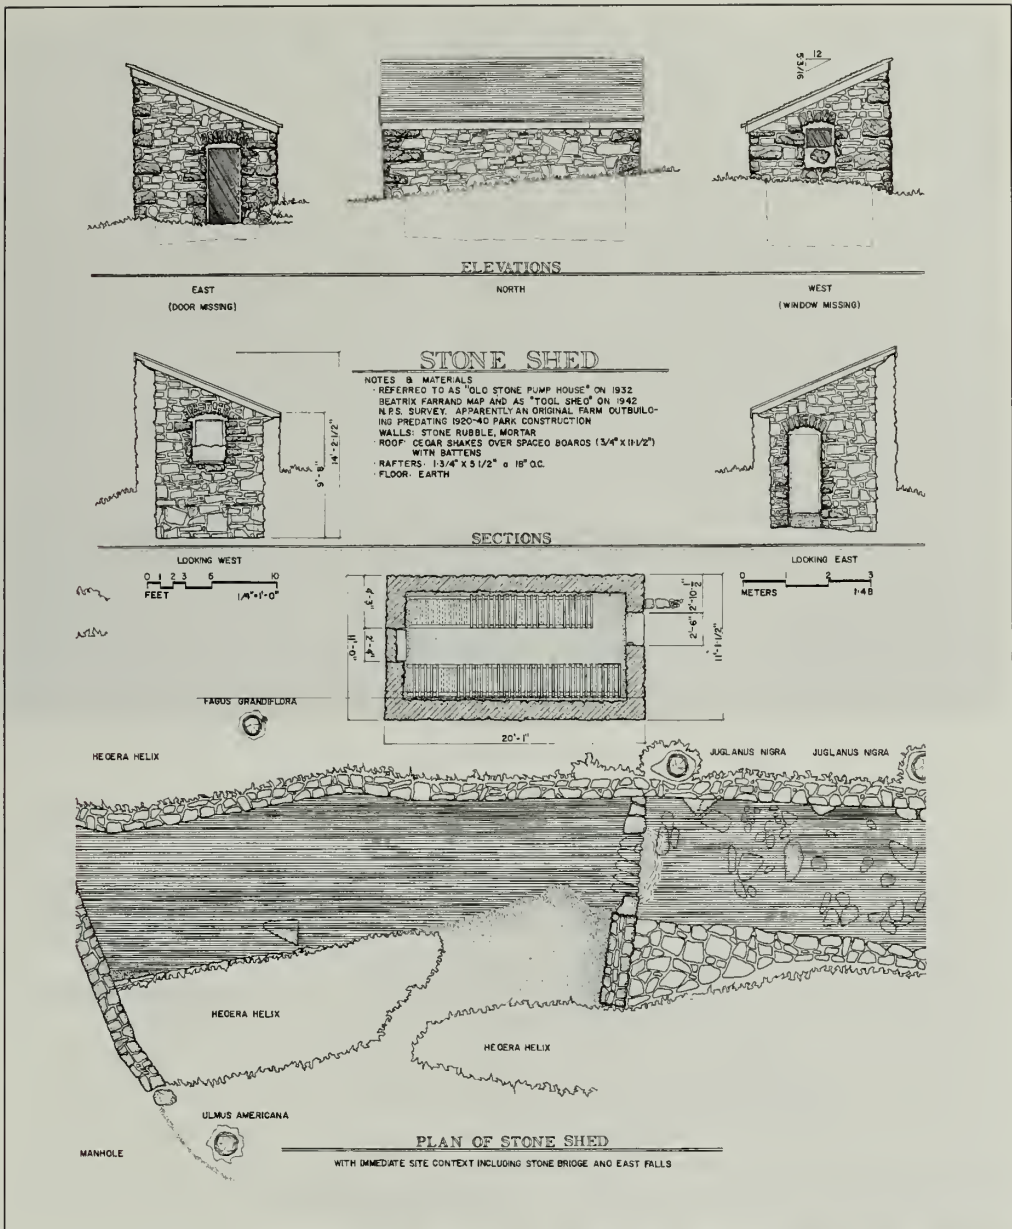 12
5-3/16
ELEVATIONS
EAST
(DOOR MISSING)
NORTH
WEST
(WINDOW MISSING)
STONE SHED
NOTES & MATERIALS
· REFERRED TO AS "OLD STONE PUMP HOUSE" ON 1932
BEATRIX FARRAND MAP AND AS "TOOL SHED" ON 1942
N.P.S. SURVEY. APPARENTLY AN ORIGINAL FARM OUTBUILD-
ING PREDATING 1920-40 PARK CONSTRUCTION
WALLS: STONE RUBBLE, MORTAR
· ROOF: CEDAR SHAKES OVER SPACED BOARDS (3/4" X 11-1/2")
WITH BATTENS
· RAFTERS: 1-3/4" X 5 1/2" @ 18" O.C.
· FLOOR: EARTH
9'-8"
14'-2-1/2"
SECTIONS
LOOKING WEST
LOOKING EAST
0 1 2 3 5 10
FEET 1/4"=1'-0"
0 1 2 3
METERS 1:48
4'-3"
2'-4"
11'-0"
2'-10-1/2"
2'-6"
11'-1-1/2"
20'-1"
FAGUS GRANDIFLORA
HEDERA HELIX
JUGLANUS NIGRA
JUGLANUS NIGRA
HEDERA HELIX
HEDERA HELIX
ULMUS AMERICANA
MANHOLE
PLAN OF STONE SHED
WITH IMMEDIATE SITE CONTEXT INCLUDING STONE BRIDGE AND EAST FALLS